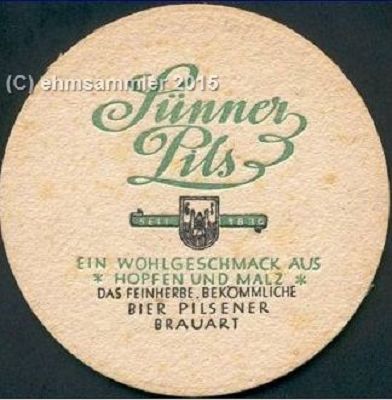 (C) ehmsammler 2015
Sünner
Pils
SEIT 1830
EIN WOHLGESCHMACK AUS
* HOPFEN UND MALZ *
DAS FEINHERBE, BEKÖMMLICHE
BIER PILSENER
BRAUART